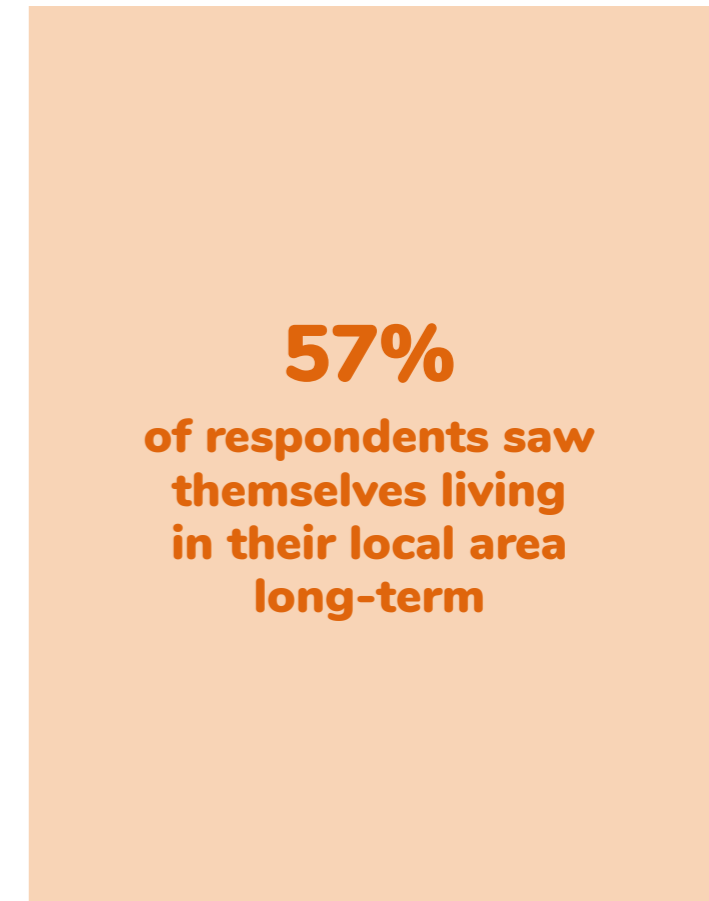 57%
of respondents saw
themselves living
in their local area
long-term